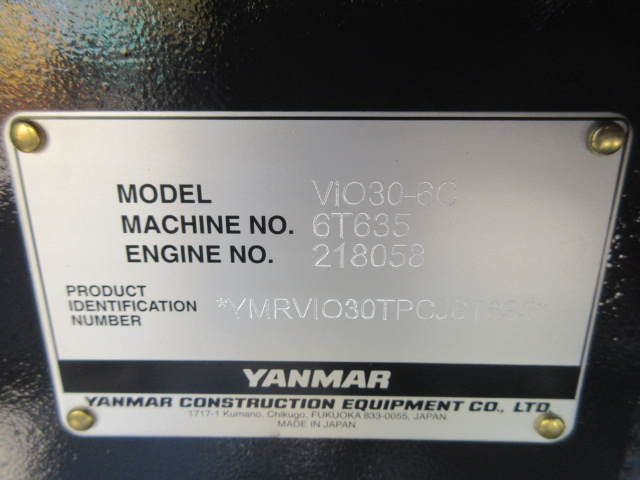 MODEL VIO30-6C
MACHINE NO. 6T635
ENGINE NO. 218058
PRODUCT
IDENTIFICATION
NUMBER
*YMRVIO30TPCJ6T635*
YANMAR
YANMAR CONSTRUCTION EQUIPMENT CO., LTD.
1717-1 Kumano, Chikugo, FUKUOKA 833-0055, JAPAN
MADE IN JAPAN